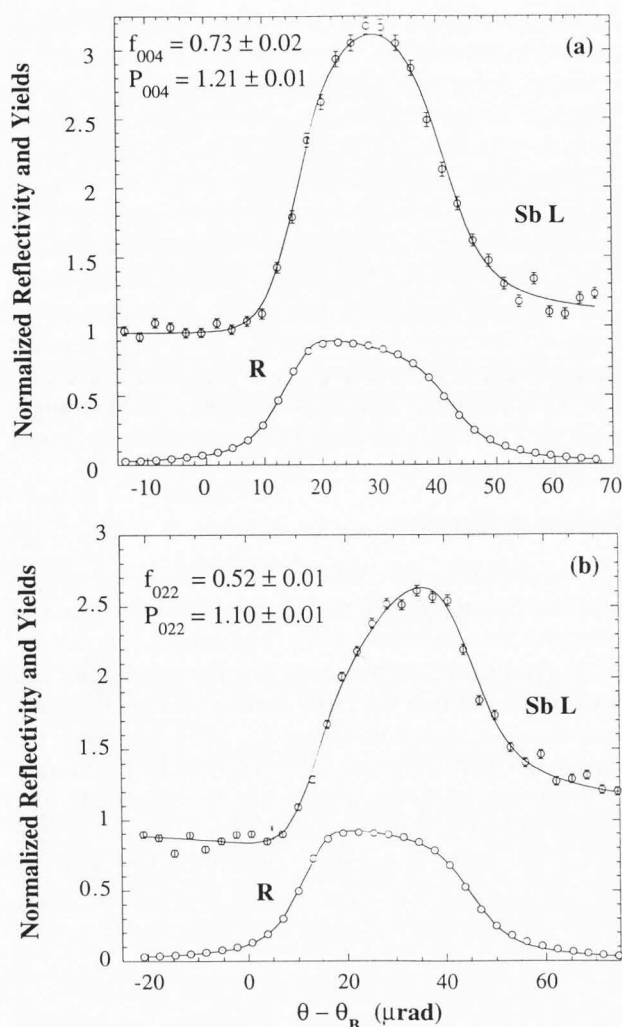 (a)
f004 = 0.73 ± 0.02
P004 = 1.21 ± 0.01
Normalized Reflectivity and Yields
3
2.5
2
1.5
1
0.5
0
Sb L
R
-10 0 10 20 30 40 50 60 70
(b)
f022 = 0.52 ± 0.01
P022 = 1.10 ± 0.01
Normalized Reflectivity and Yields
3
2.5
2
1.5
1
0.5
0
Sb L
R
-20 0 20 40 60
θ – θB (μrad)